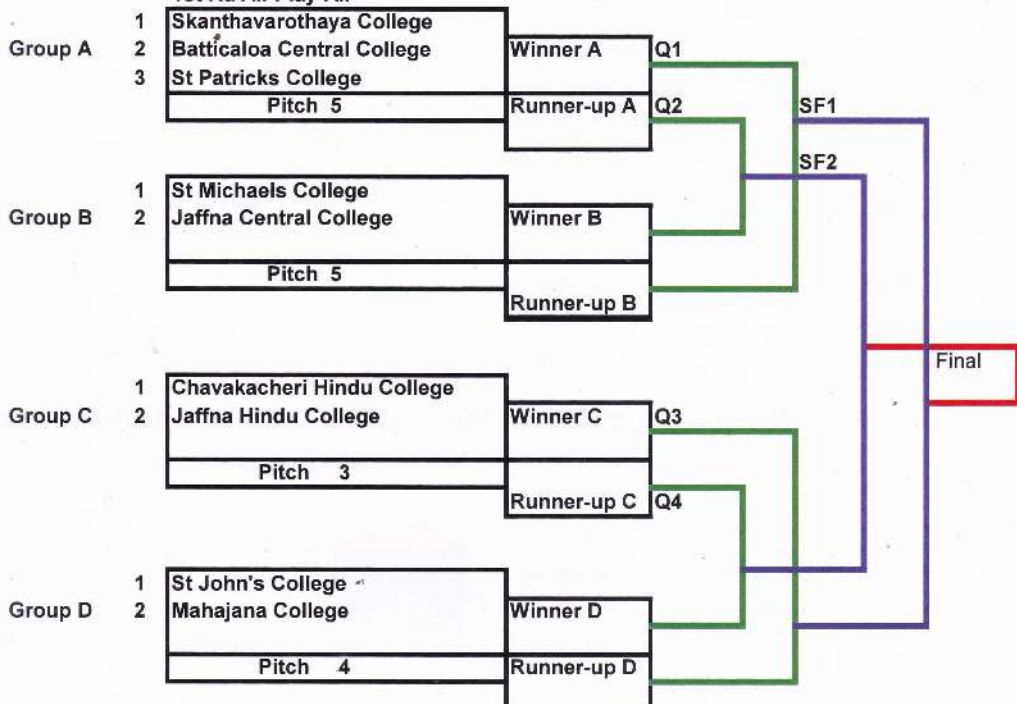 1 Skanthavarothaya College
Group A 2 Batticaloa Central College Winner A Q1
3 St Patricks College
Pitch 5 Runner-up A Q2 SF1
SF2
1 St Michaels College
Group B 2 Jaffna Central College Winner B
Pitch 5
Runner-up B
Final
1 Chavakacheri Hindu College
Group C 2 Jaffna Hindu College Winner C Q3
Pitch 3
Runner-up C Q4
1 St John's College
Group D 2 Mahajana College Winner D
Pitch 4 Runner-up D